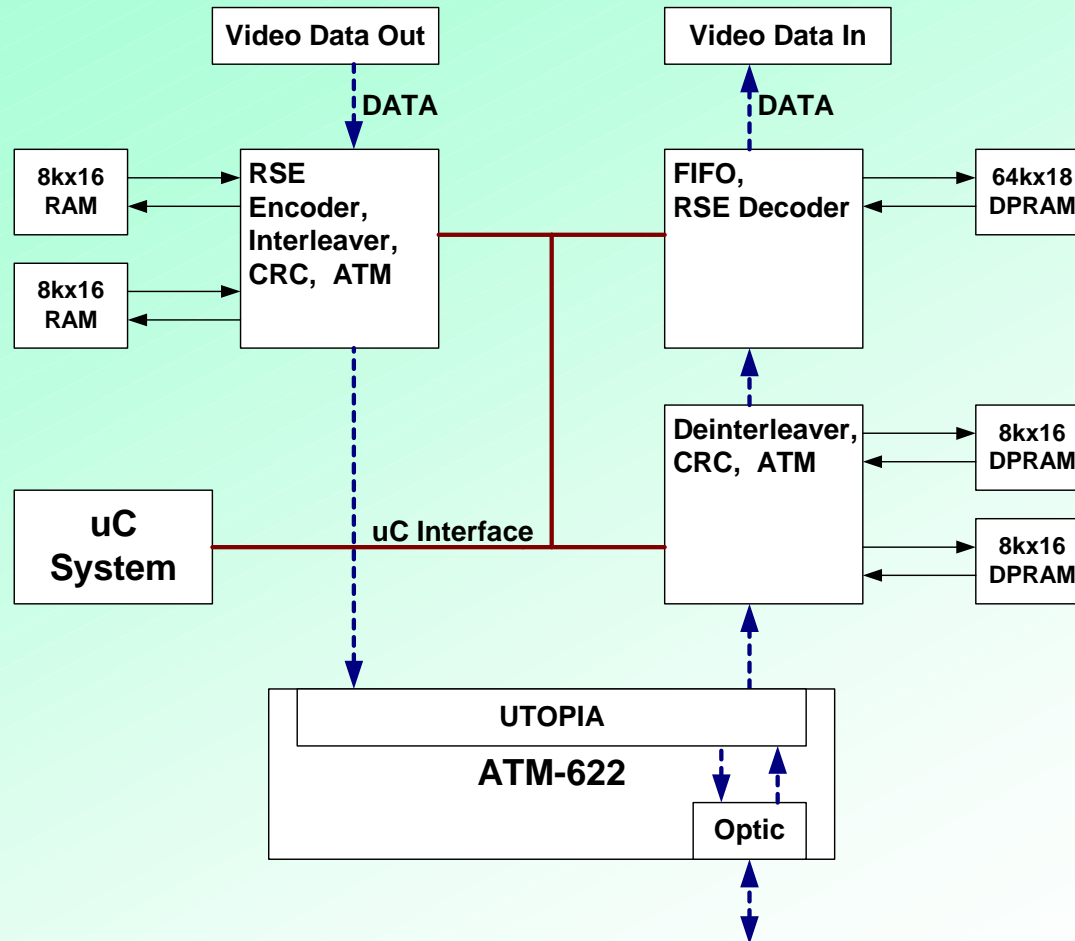 Video Data Out
Video Data In
DATA
DATA
8kx16
RAM
8kx16
RAM
RSE
Encoder,
Interleaver,
CRC, ATM
FIFO,
RSE Decoder
64kx18
DPRAM
Deinterleaver,
CRC, ATM
8kx16
DPRAM
8kx16
DPRAM
uC
System
uC Interface
UTOPIA
ATM-622
Optic